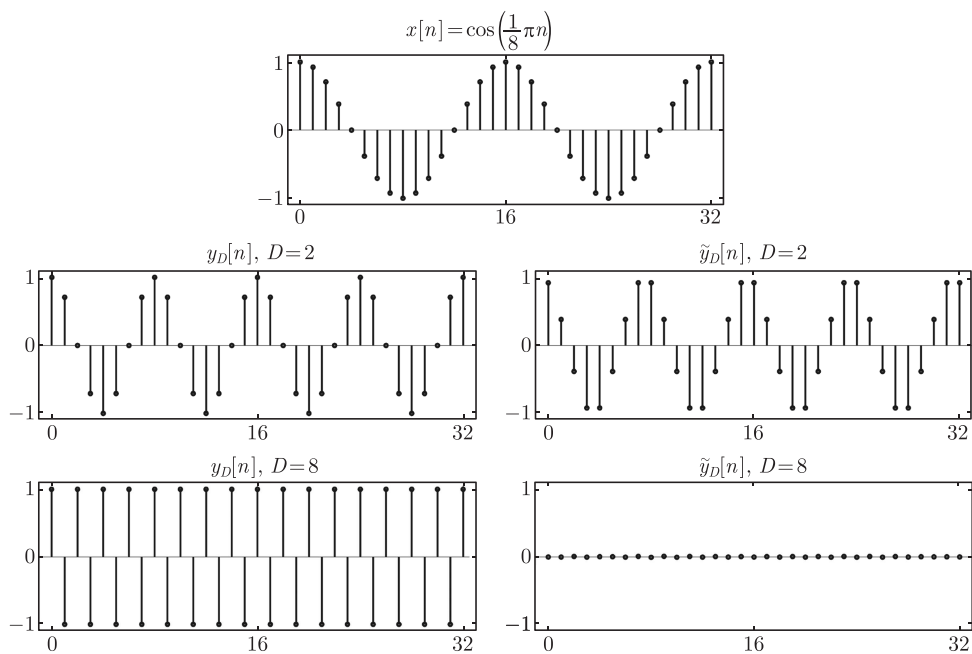 x[n]=cos(1/8 πn)
1
0
−1
0 16 32
y_D[n], D=2
1
0
−1
0 16 32
ỹ_D[n], D=2
1
0
−1
0 16 32
y_D[n], D=8
1
0
−1
0 16 32
ỹ_D[n], D=8
1
0
−1
0 16 32